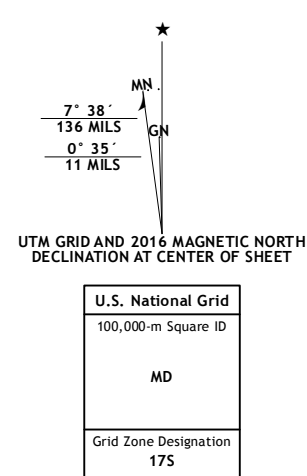 ★
MN
7° 38´
136 MILS
GN
0° 35´
11 MILS
UTM GRID AND 2016 MAGNETIC NORTH
DECLINATION AT CENTER OF SHEET
U.S. National Grid
100,000-m Square ID
MD
Grid Zone Designation
17S